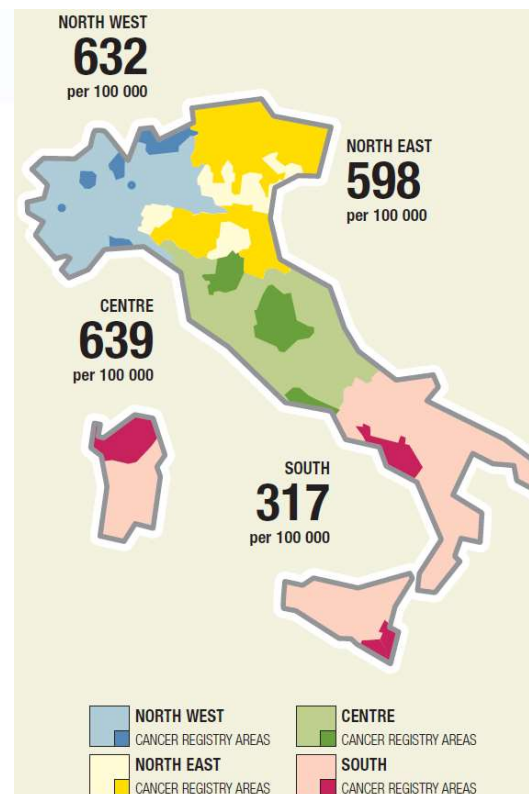 NORTH WEST
632
per 100 000
NORTH EAST
598
per 100 000
CENTRE
639
per 100 000
SOUTH
317
per 100 000
NORTH WEST
CANCER REGISTRY AREAS
CENTRE
CANCER REGISTRY AREAS
NORTH EAST
CANCER REGISTRY AREAS
SOUTH
CANCER REGISTRY AREAS